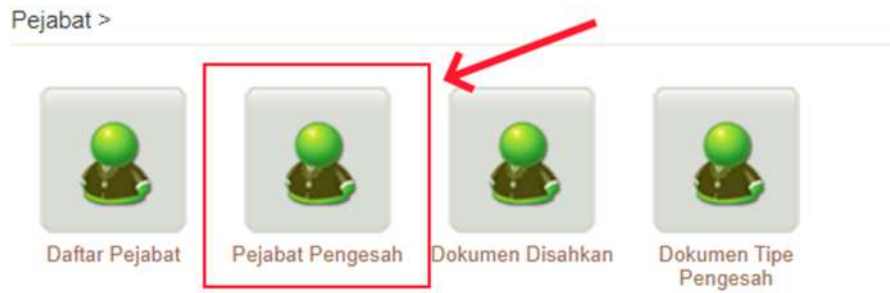 Pejabat >
Daftar Pejabat
Pejabat Pengesah
Dokumen Disahkan
Dokumen Tipe
Pengesah